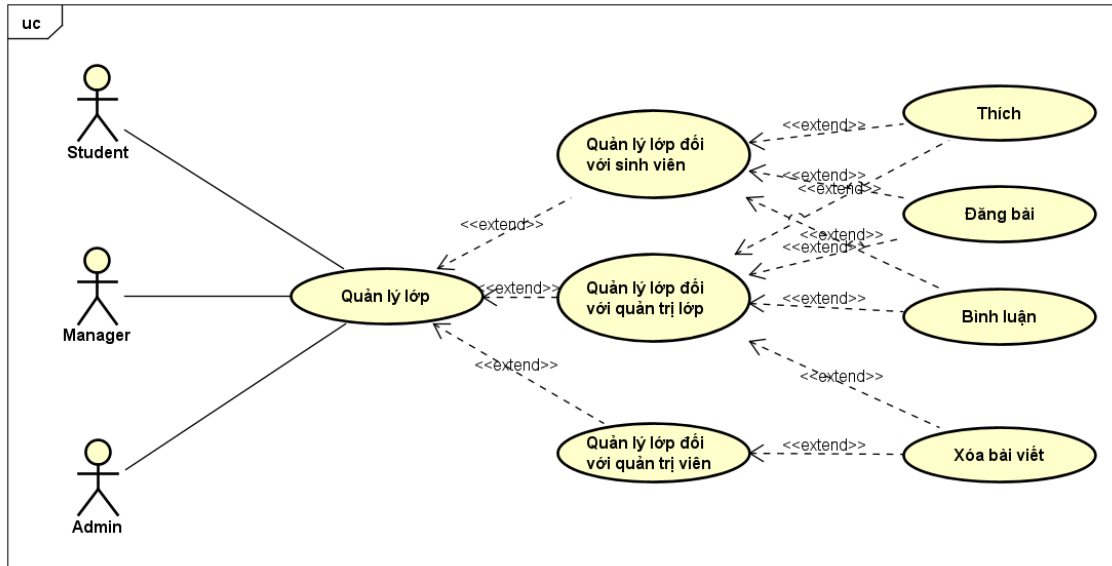 uc
Student
Manager
Admin
Quản lý lớp
Quản lý lớp đối
với sinh viên
Quản lý lớp đối
với quản trị lớp
Quản lý lớp đối
với quản trị viên
Thích
Đăng bài
Bình luận
Xóa bài viết
<<extend>>
<<extend>>
<<extend>>
<<extend>>
<<extend>>
<<extend>>
<<extend>>
<<extend>>
<<extend>>
<<extend>>
<<extend>>